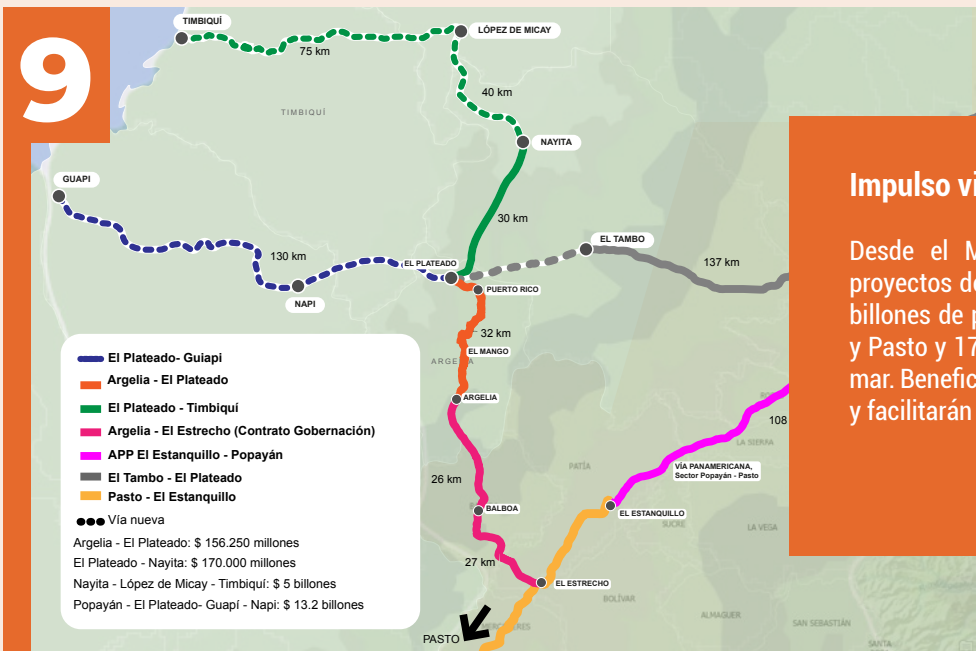 9
TIMBIQUÍ
LÓPEZ DE MICAY
75 km
40 km
TIMBIQUÍ
NAYITA
GUAPI
30 km
EL TAMBO
130 km
EL PLATEADO
137 km
NAPI
PUERTO RICO
32 km
EL MANGO
ARGELIA
26 km
BALBOA
27 km
EL ESTRECHO
EL ESTANQUILLO
VÍA PANAMERICANA,
Sector Popayán - Pasto
108
LA SIERRA
PATÍA
SUCRE
LA VEGA
BOLÍVAR
ALMAGUER
SAN SEBASTIÁN
SANTA
PASTO
El Plateado- Guiapi
Argelia - El Plateado
El Plateado - Timbiquí
Argelia - El Estrecho (Contrato Gobernación)
APP El Estanquillo - Popayán
El Tambo - El Plateado
Pasto - El Estanquillo
Vía nueva
Argelia - El Plateado: $ 156.250 millones
El Plateado - Nayita: $ 170.000 millones
Nayita - López de Micay - Timbiquí: $ 5 billones
Popayán - El Plateado- Guapí - Napi: $ 13.2 billones
Impulso vi
Desde el M
proyectos de
billones de p
y Pasto y 17
mar. Benefic
y facilitarán